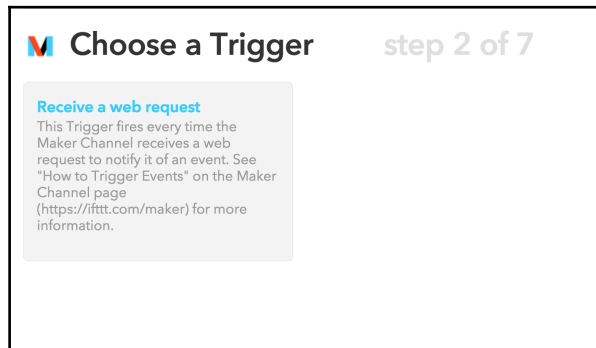 Choose a Trigger step 2 of 7
Receive a web request
This Trigger fires every time the
Maker Channel receives a web
request to notify it of an event. See
"How to Trigger Events" on the Maker
Channel page
(https://ifttt.com/maker) for more
information.